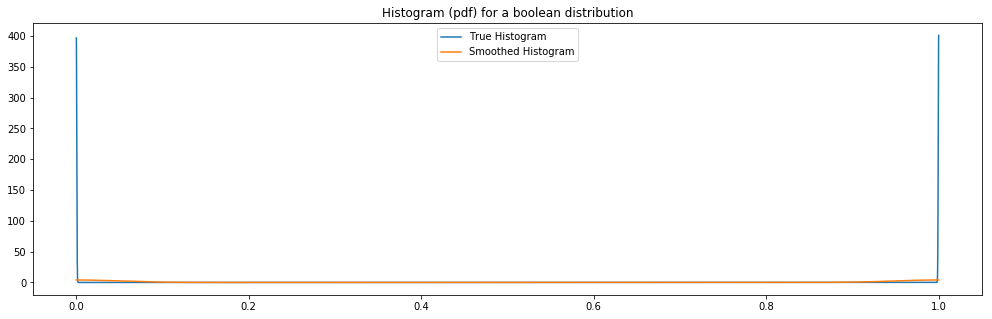 Histogram (pdf) for a boolean distribution
True Histogram
Smoothed Histogram
400
350
300
250
200
150
100
50
0
0.0 0.2 0.4 0.6 0.8 1.0